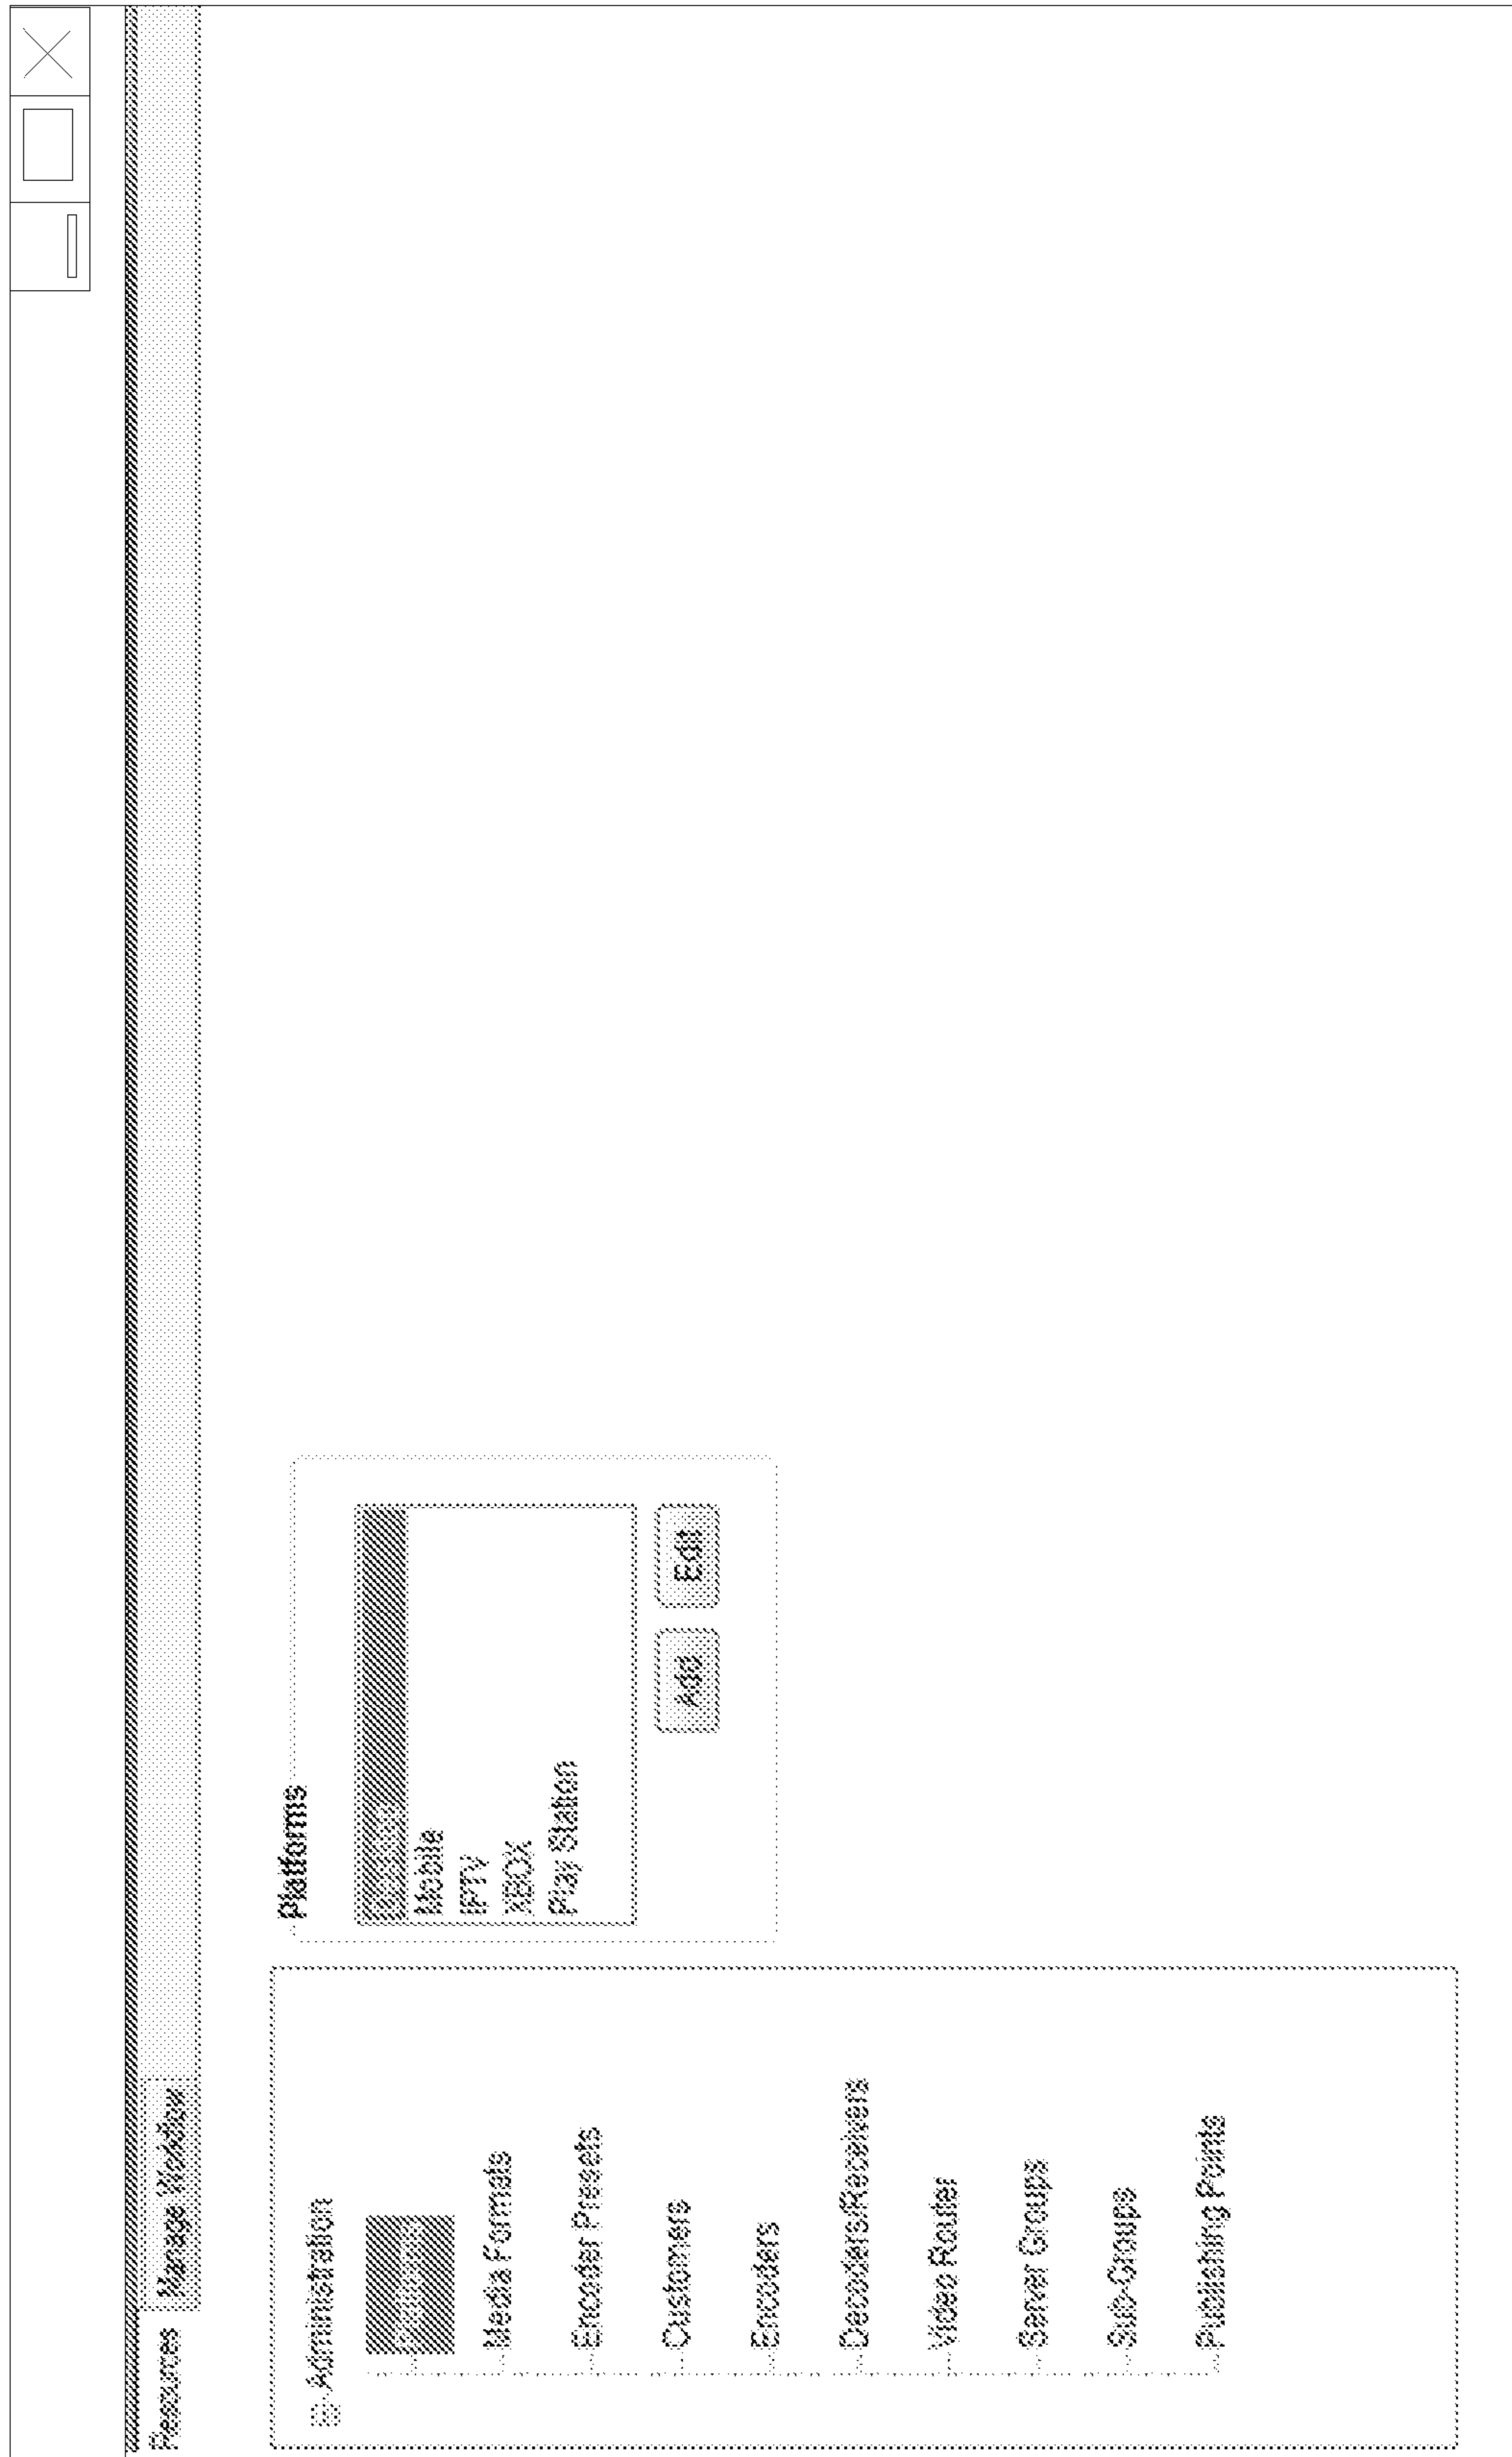 Resources Manage Workflow
Administration
Media Formats
Encoder Presets
Customers
Encoders
Decoders/Receivers
Video Router
Server Groups
Sub-Groups
Publishing Points
Platforms
Mobile
IPTV
XBOX
Play Station
Add Edit